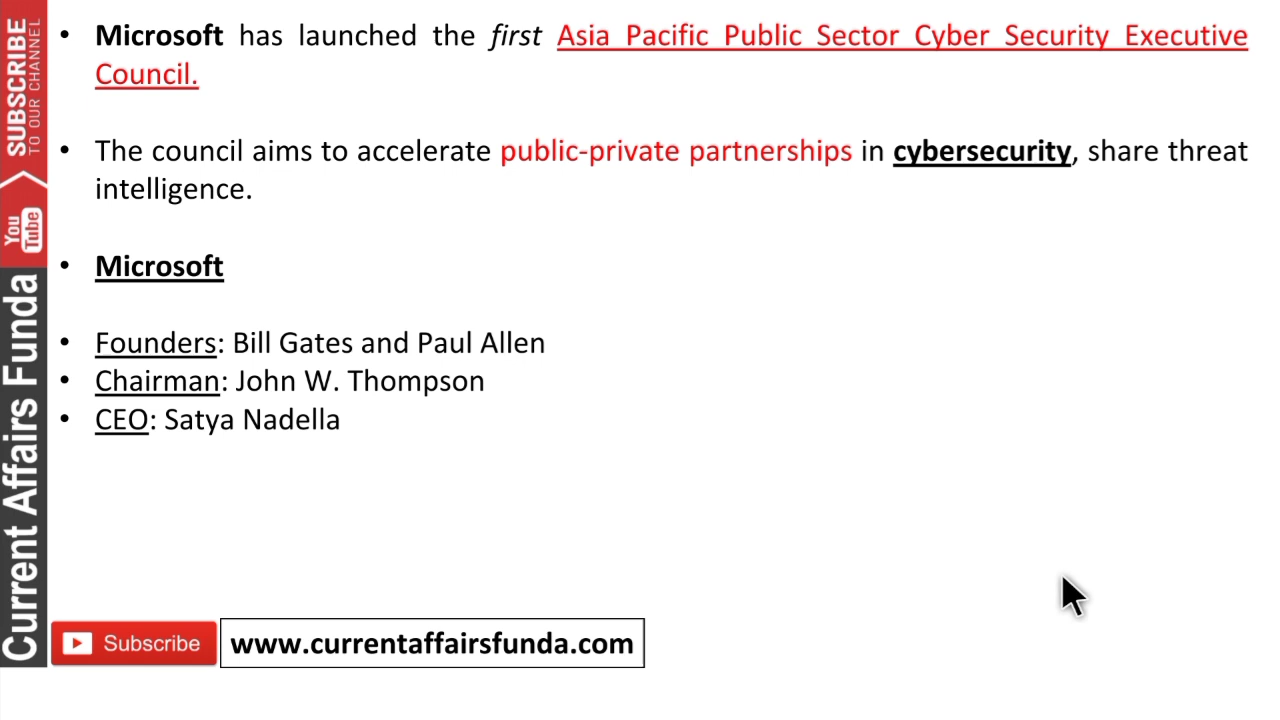 • Microsoft has launched the first Asia Pacific Public Sector Cyber Security Executive
Council.
• The council aims to accelerate public-private partnerships in cybersecurity, share threat
intelligence.
• Microsoft
• Founders: Bill Gates and Paul Allen
• Chairman: John W. Thompson
• CEO: Satya Nadella
SUBSCRIBE
TO OUR CHANNEL
You
Tube
Current Affairs Funda
Subscribe
www.currentaffairsfunda.com